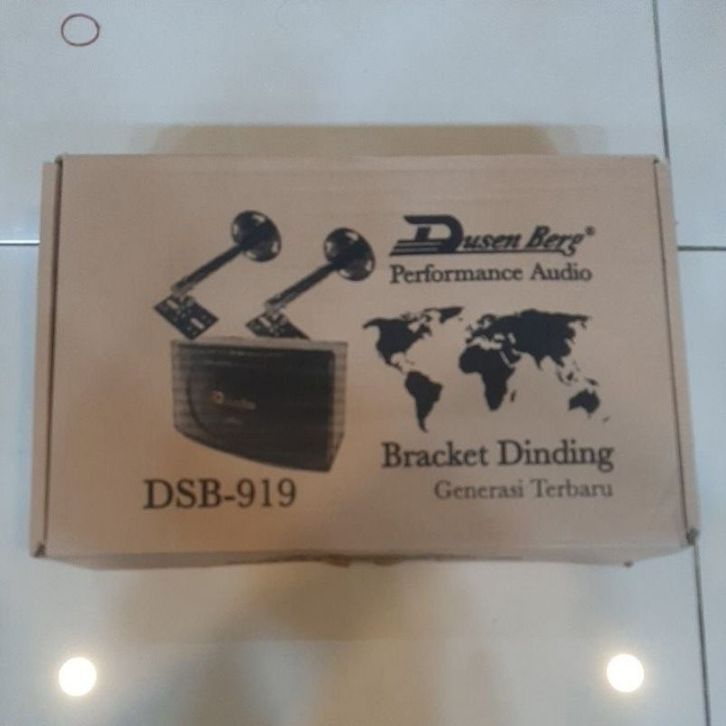 Dusen Berg®
Performance Audio
Bracket Dinding
Generasi Terbaru
DSB-919